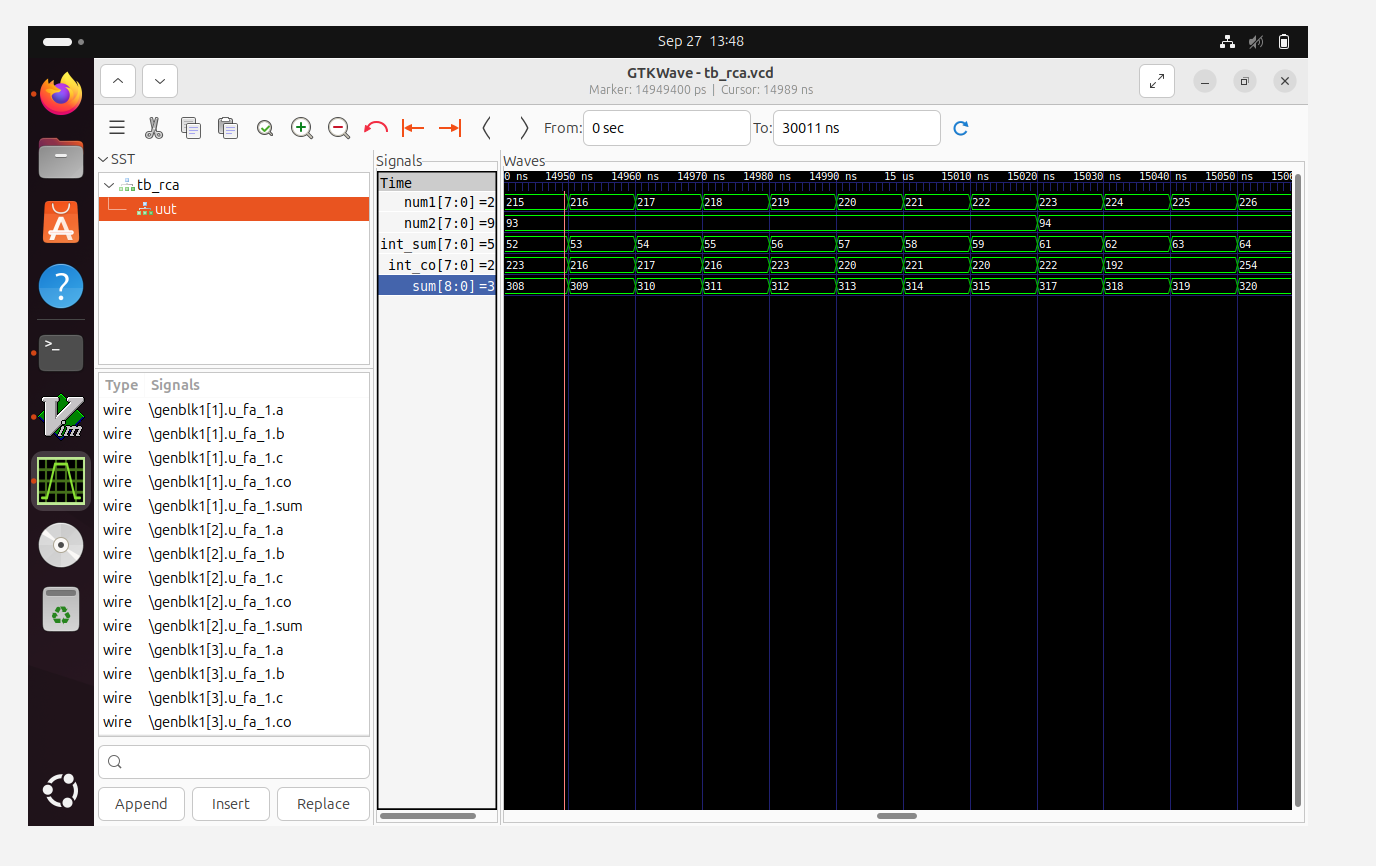 Sep 27 13:48
GTKWave - tb_rca.vcd
Marker: 14949400 ps | Cursor: 14989 ns
From: 0 sec To: 30011 ns
SST
tb_rca
uut
Type Signals
wire \genblk1[1].u_fa_1.a
wire \genblk1[1].u_fa_1.b
wire \genblk1[1].u_fa_1.c
wire \genblk1[1].u_fa_1.co
wire \genblk1[1].u_fa_1.sum
wire \genblk1[2].u_fa_1.a
wire \genblk1[2].u_fa_1.b
wire \genblk1[2].u_fa_1.c
wire \genblk1[2].u_fa_1.co
wire \genblk1[2].u_fa_1.sum
wire \genblk1[3].u_fa_1.a
wire \genblk1[3].u_fa_1.b
wire \genblk1[3].u_fa_1.c
wire \genblk1[3].u_fa_1.co
Append Insert Replace
Signals
Time
num1[7:0] =2
num2[7:0] =9
int_sum[7:0] =5
int_co[7:0] =2
sum[8:0] =3
Waves
0 ns 14950 ns 14960 ns 14970 ns 14980 ns 14990 ns 15 us 15010 ns 15020 ns 15030 ns 15040 ns 15050 ns 1506
215 216 217 218 219 220 221 222 223 224 225 226
93 94
52 53 54 55 56 57 58 59 61 62 63 64
223 216 217 216 223 220 221 220 222 192 254
308 309 310 311 312 313 314 315 317 318 319 320
>_
Vim
?